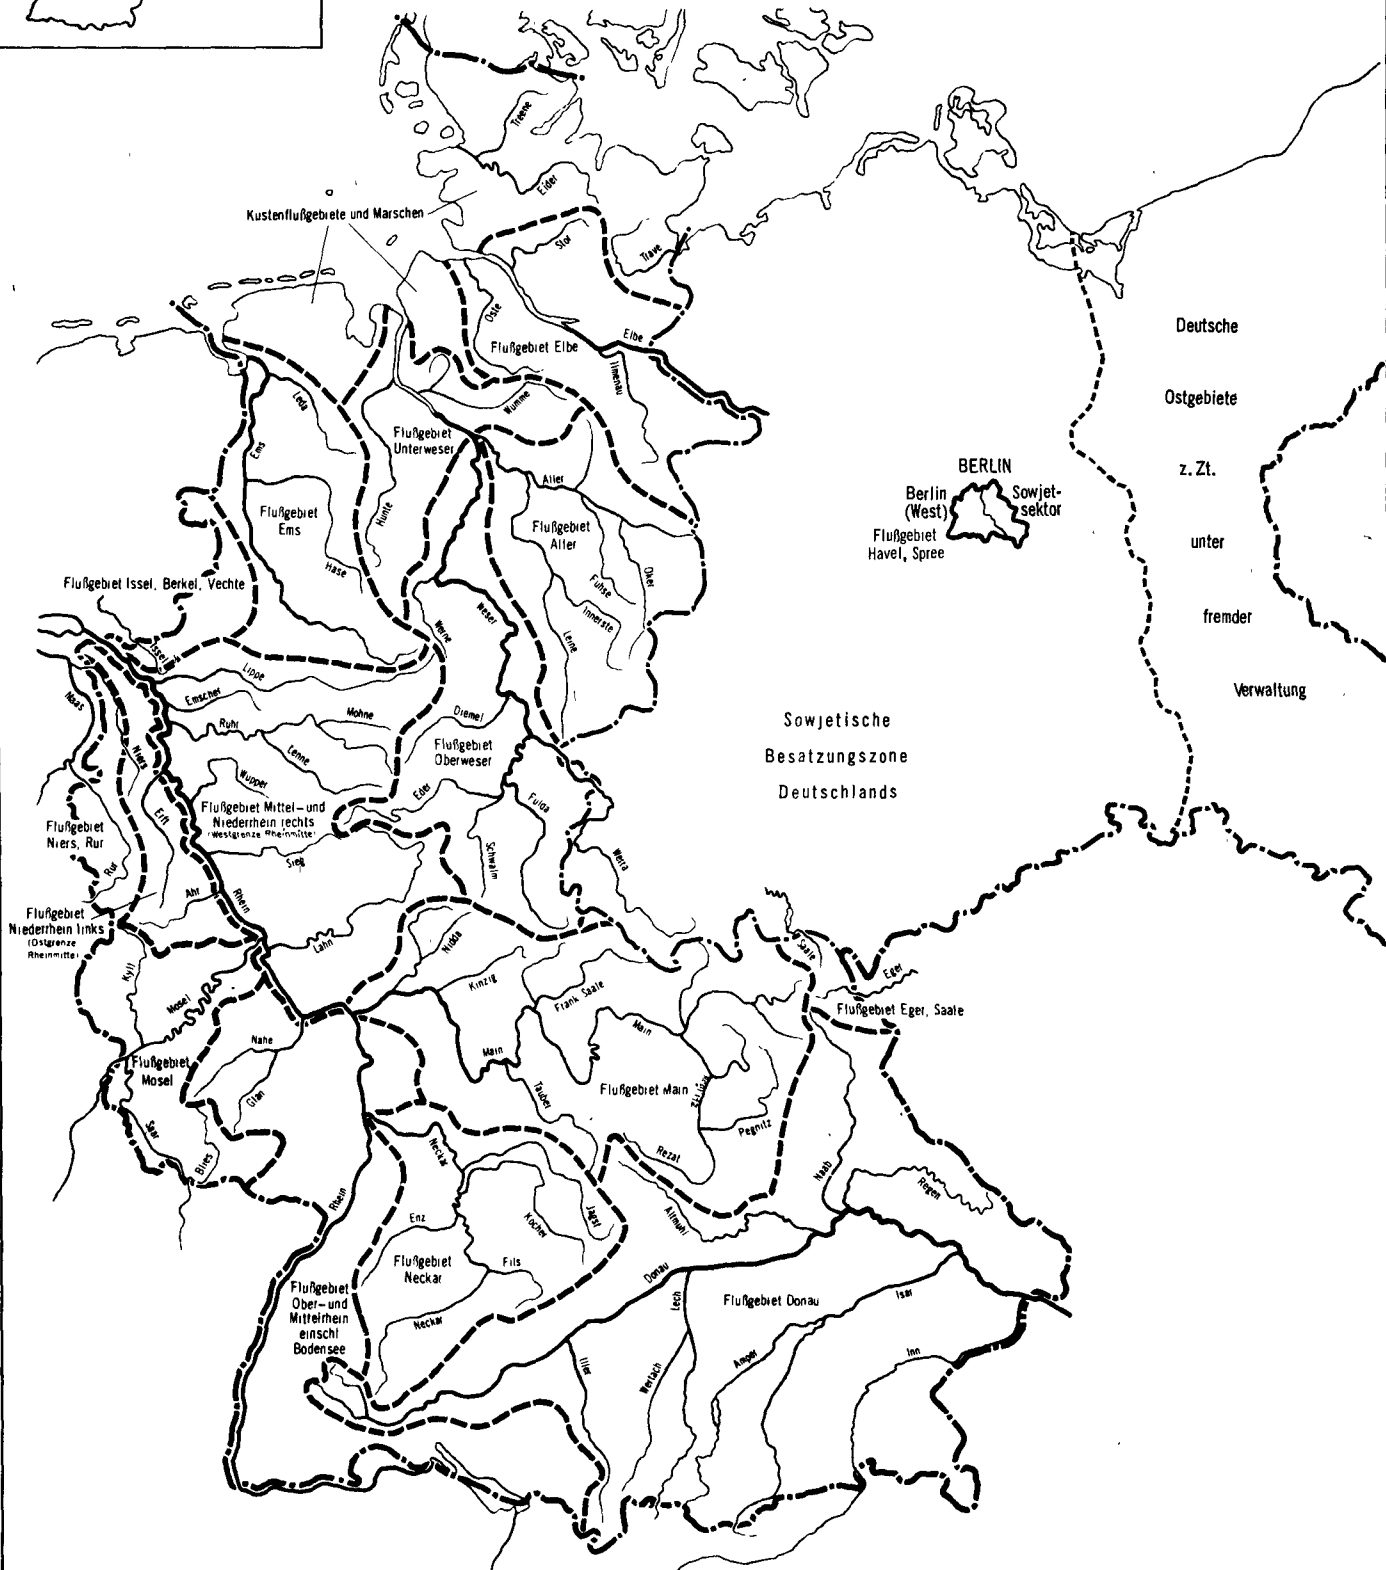 Treene
Eider
Kustenflußgebiete und Marschen
Stor
Trave
Oste
Elbe
Flußgebiet Elbe
Ilmenau
Deutsche
Ostgebiete
z. Zt.
unter
fremder
Verwaltung
Leda
Wumme
Flußgebiet
Unterweser
Ems
Aller
Hunte
Flußgebiet
Ems
Flußgebiet
Aller
Hase
Fuhse
Oker
Innerste
Leine
BERLIN
Berlin
(West)
Sowjet-
sektor
Flußgebiet
Havel, Spree
Flußgebiet Issel, Berkel, Vechte
Weser
Werne
Issel
Lippe
Emscher
Maas
Ruhr
Mohne
Diemel
Lenne
Niers
Wupper
Flußgebiet
Oberweser
Eder
Fulda
Sowjetische
Besatzungszone
Deutschlands
Flußgebiet Mittel- und
Niederrhein rechts
(Westgrenze Rheinmitte)
Erft
Flußgebiet
Niers, Rur
Rur
Sieg
Schwalm
Werra
Ahr
Rhein
Flußgebiet
Niederrhein links
(Ostgrenze
Rheinmitte)
Lahn
Nidda
Saale
Kyll
Mosel
Kinzig
Frank Saale
Eger
Flußgebiet Eger, Saale
Main
Nahe
Main
Flußgebiet
Mosel
Glan
Tauber
Flußgebiet Main
Pegnitz
Saar
Blies
Neckar
Rezat
Naab
Regen
Rhein
Enz
Kocher
Jagst
Altmuhl
Flußgebiet
Neckar
Fils
Donau
Flußgebiet
Ober- und
Mittelrhein
einschl
Bodensee
Neckar
Lech
Flußgebiet Donau
Isar
Iller
Wertach
Amper
Inn